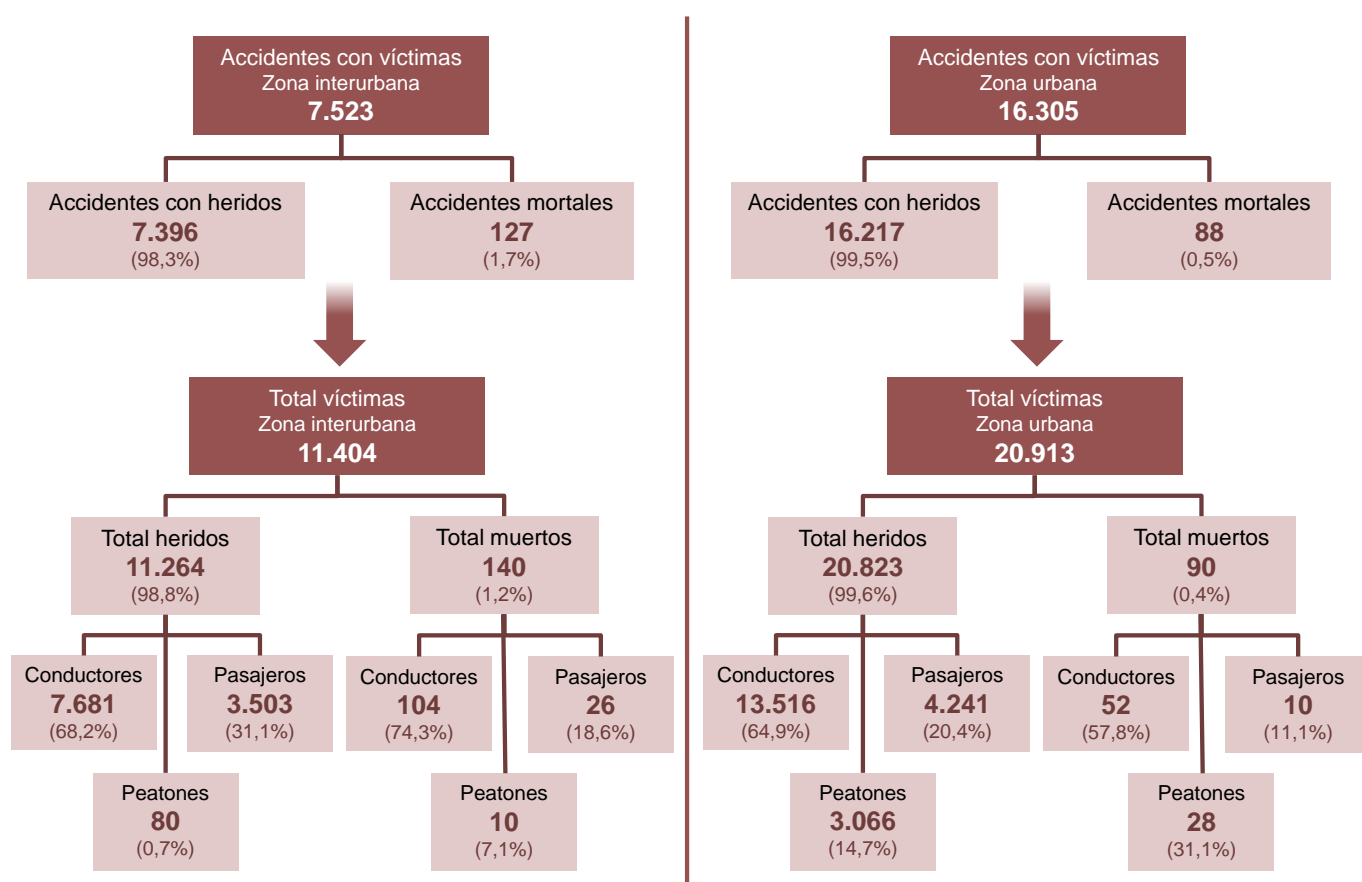 Accidentes con víctimas
Zona interurbana
7.523
Accidentes con heridos
7.396
(98,3%)
Accidentes mortales
127
(1,7%)
Total víctimas
Zona interurbana
11.404
Total heridos
11.264
(98,8%)
Total muertos
140
(1,2%)
Conductores
7.681
(68,2%)
Pasajeros
3.503
(31,1%)
Peatones
80
(0,7%)
Conductores
104
(74,3%)
Pasajeros
26
(18,6%)
Peatones
10
(7,1%)
Accidentes con víctimas
Zona urbana
16.305
Accidentes con heridos
16.217
(99,5%)
Accidentes mortales
88
(0,5%)
Total víctimas
Zona urbana
20.913
Total heridos
20.823
(99,6%)
Total muertos
90
(0,4%)
Conductores
13.516
(64,9%)
Pasajeros
4.241
(20,4%)
Peatones
3.066
(14,7%)
Conductores
52
(57,8%)
Pasajeros
10
(11,1%)
Peatones
28
(31,1%)